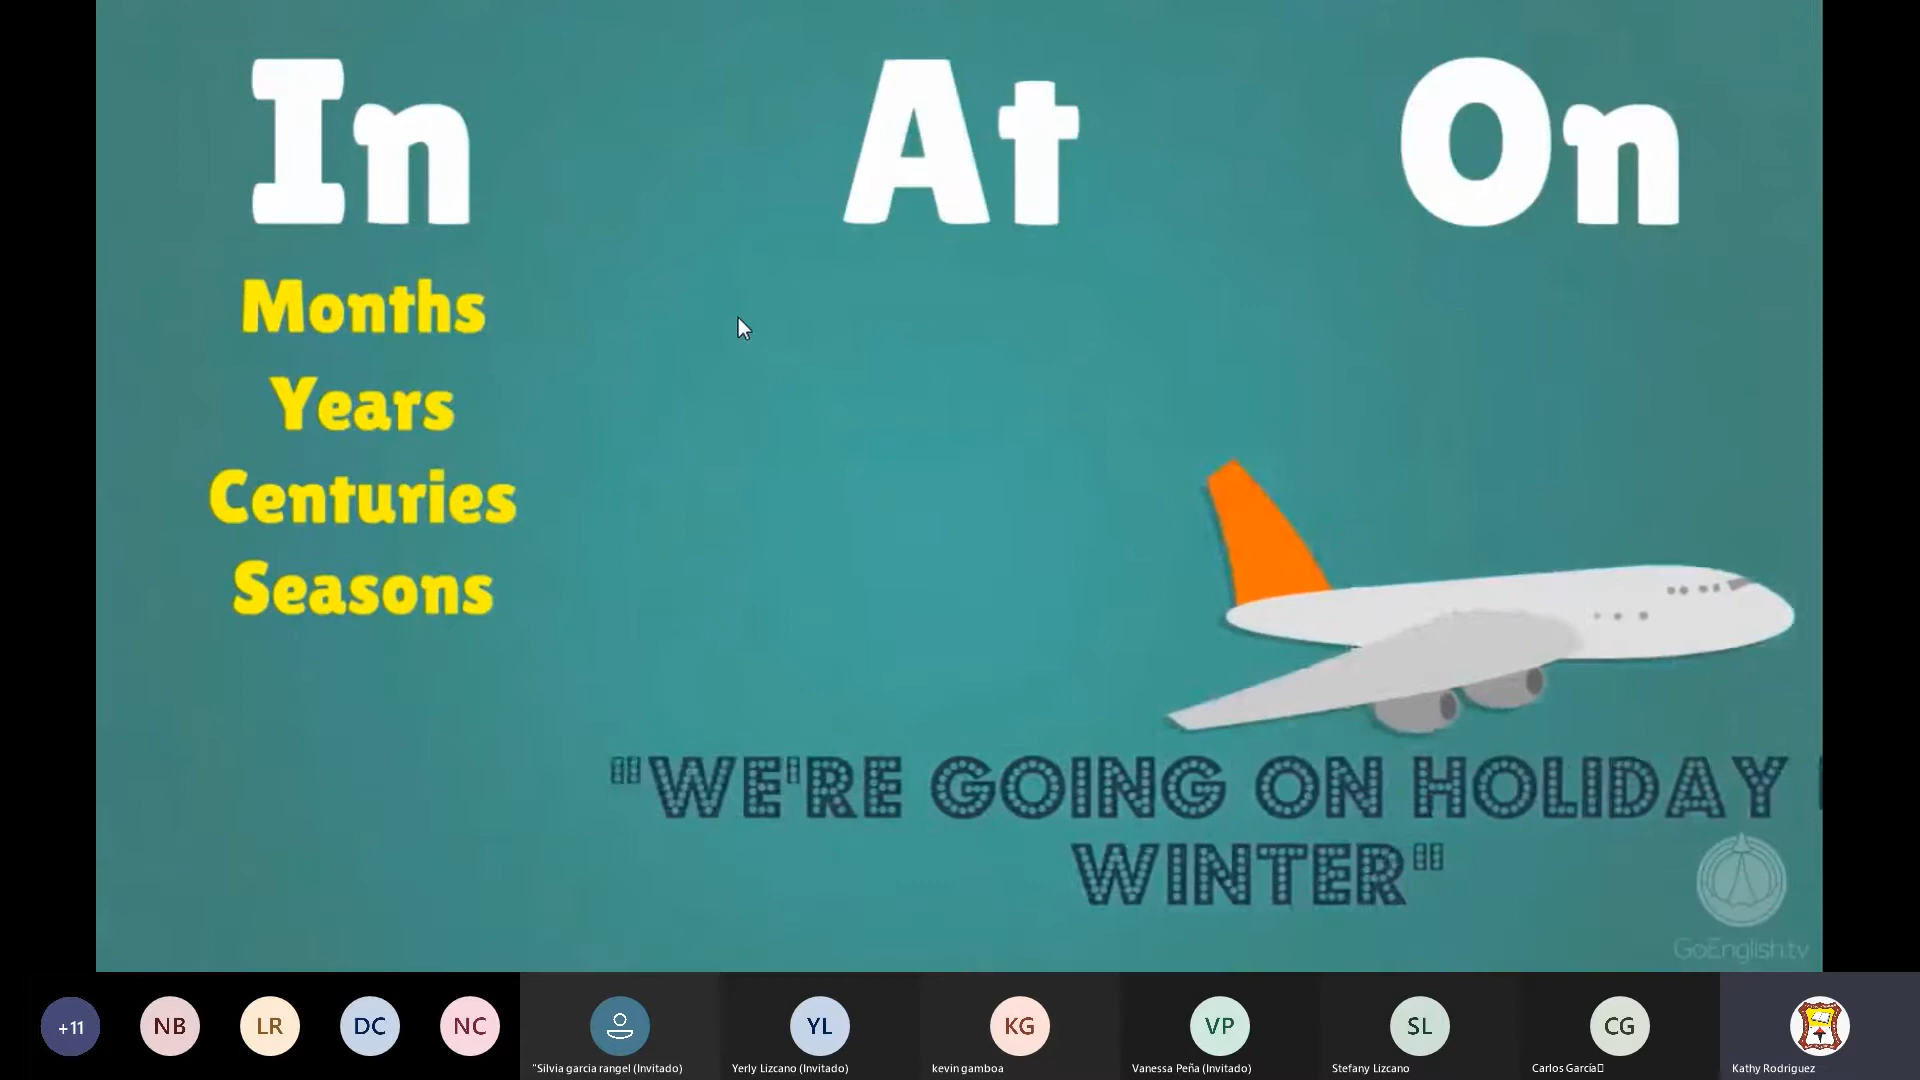 In At On
Months
Years
Centuries
Seasons
"WE'RE GOING ON HOLIDAY
WINTER"
GoEnglish.tv
+11 NB LR DC NC YL KG VP SL CG
"Silvia garcia rangel (Invitado) Yerly Lizcano (Invitado) kevin gamboa Vanessa Peña (Invitado) Stefany Lizcano Carlos García Kathy Rodriguez